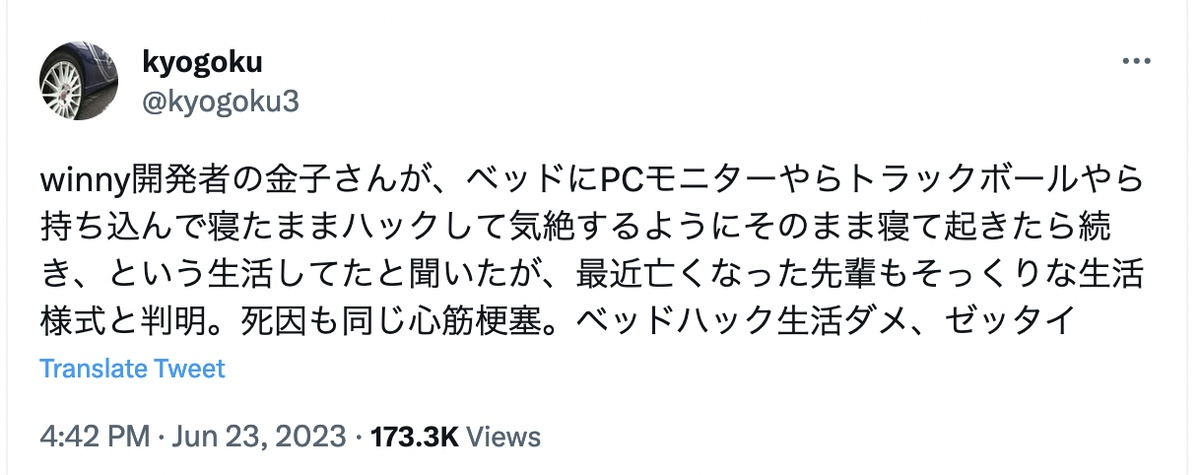 kyogoku
@kyogoku3
winny開発者の金子さんが、ベッドにPCモニターやらトラックボールやら
持ち込んで寝たままハックして気絶するようにそのまま寝て起きたら続
き、という生活してたと聞いたが、最近亡くなった先輩もそっくりな生活
様式と判明。死因も同じ心筋梗塞。ベッドハック生活ダメ、ゼッタイ
Translate Tweet
4:42 PM · Jun 23, 2023 · 173.3K Views